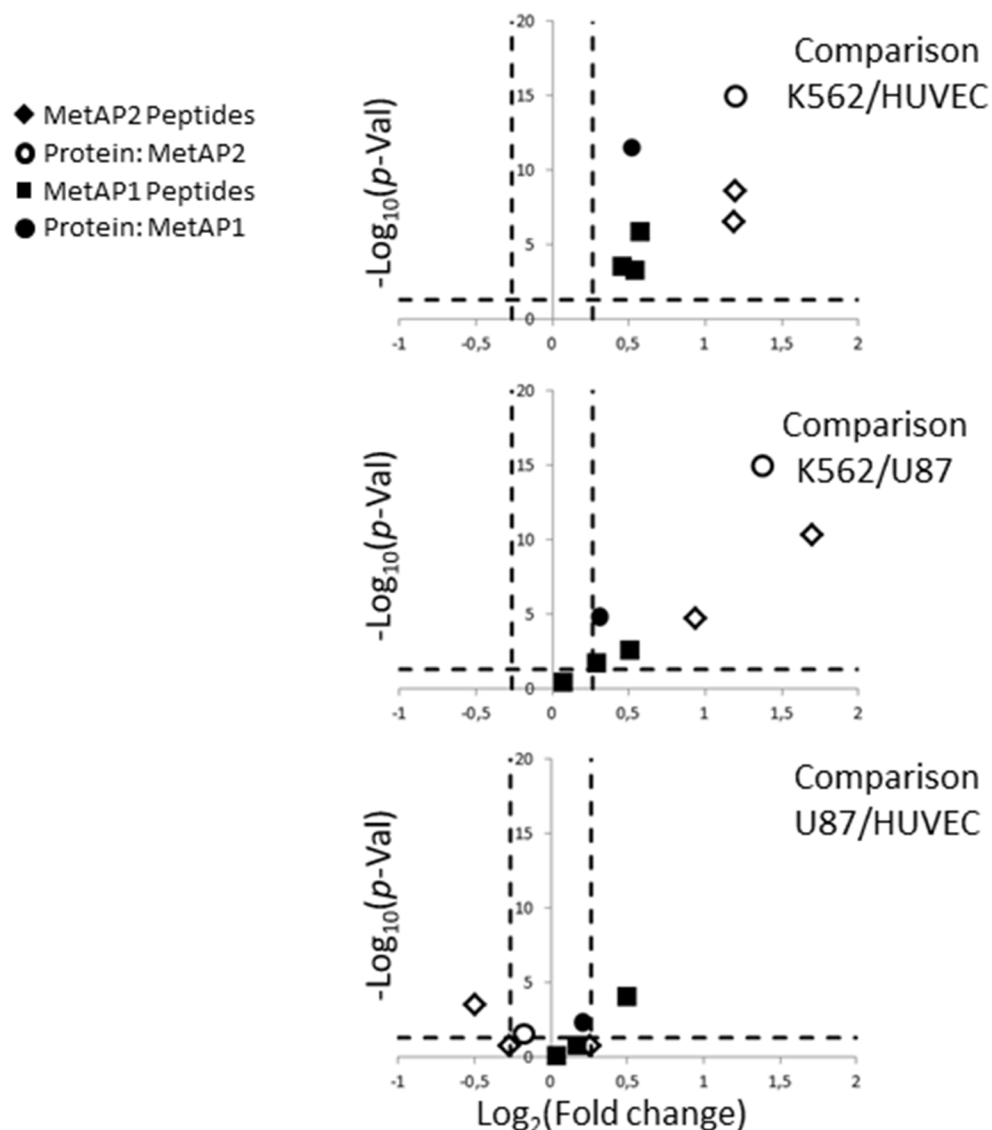 MetAP2 Peptides
Protein: MetAP2
MetAP1 Peptides
Protein: MetAP1
Comparison
K562/HUVEC
-Log10(p-Val)
20
15
10
5
0
-1 -0,5 0 0,5 1 1,5 2
Comparison
K562/U87
-Log10(p-Val)
20
15
10
5
0
-1 -0,5 0 0,5 1 1,5 2
Comparison
U87/HUVEC
-Log10(p-Val)
20
15
10
5
0
-1 -0,5 0 0,5 1 1,5 2
Log2(Fold change)